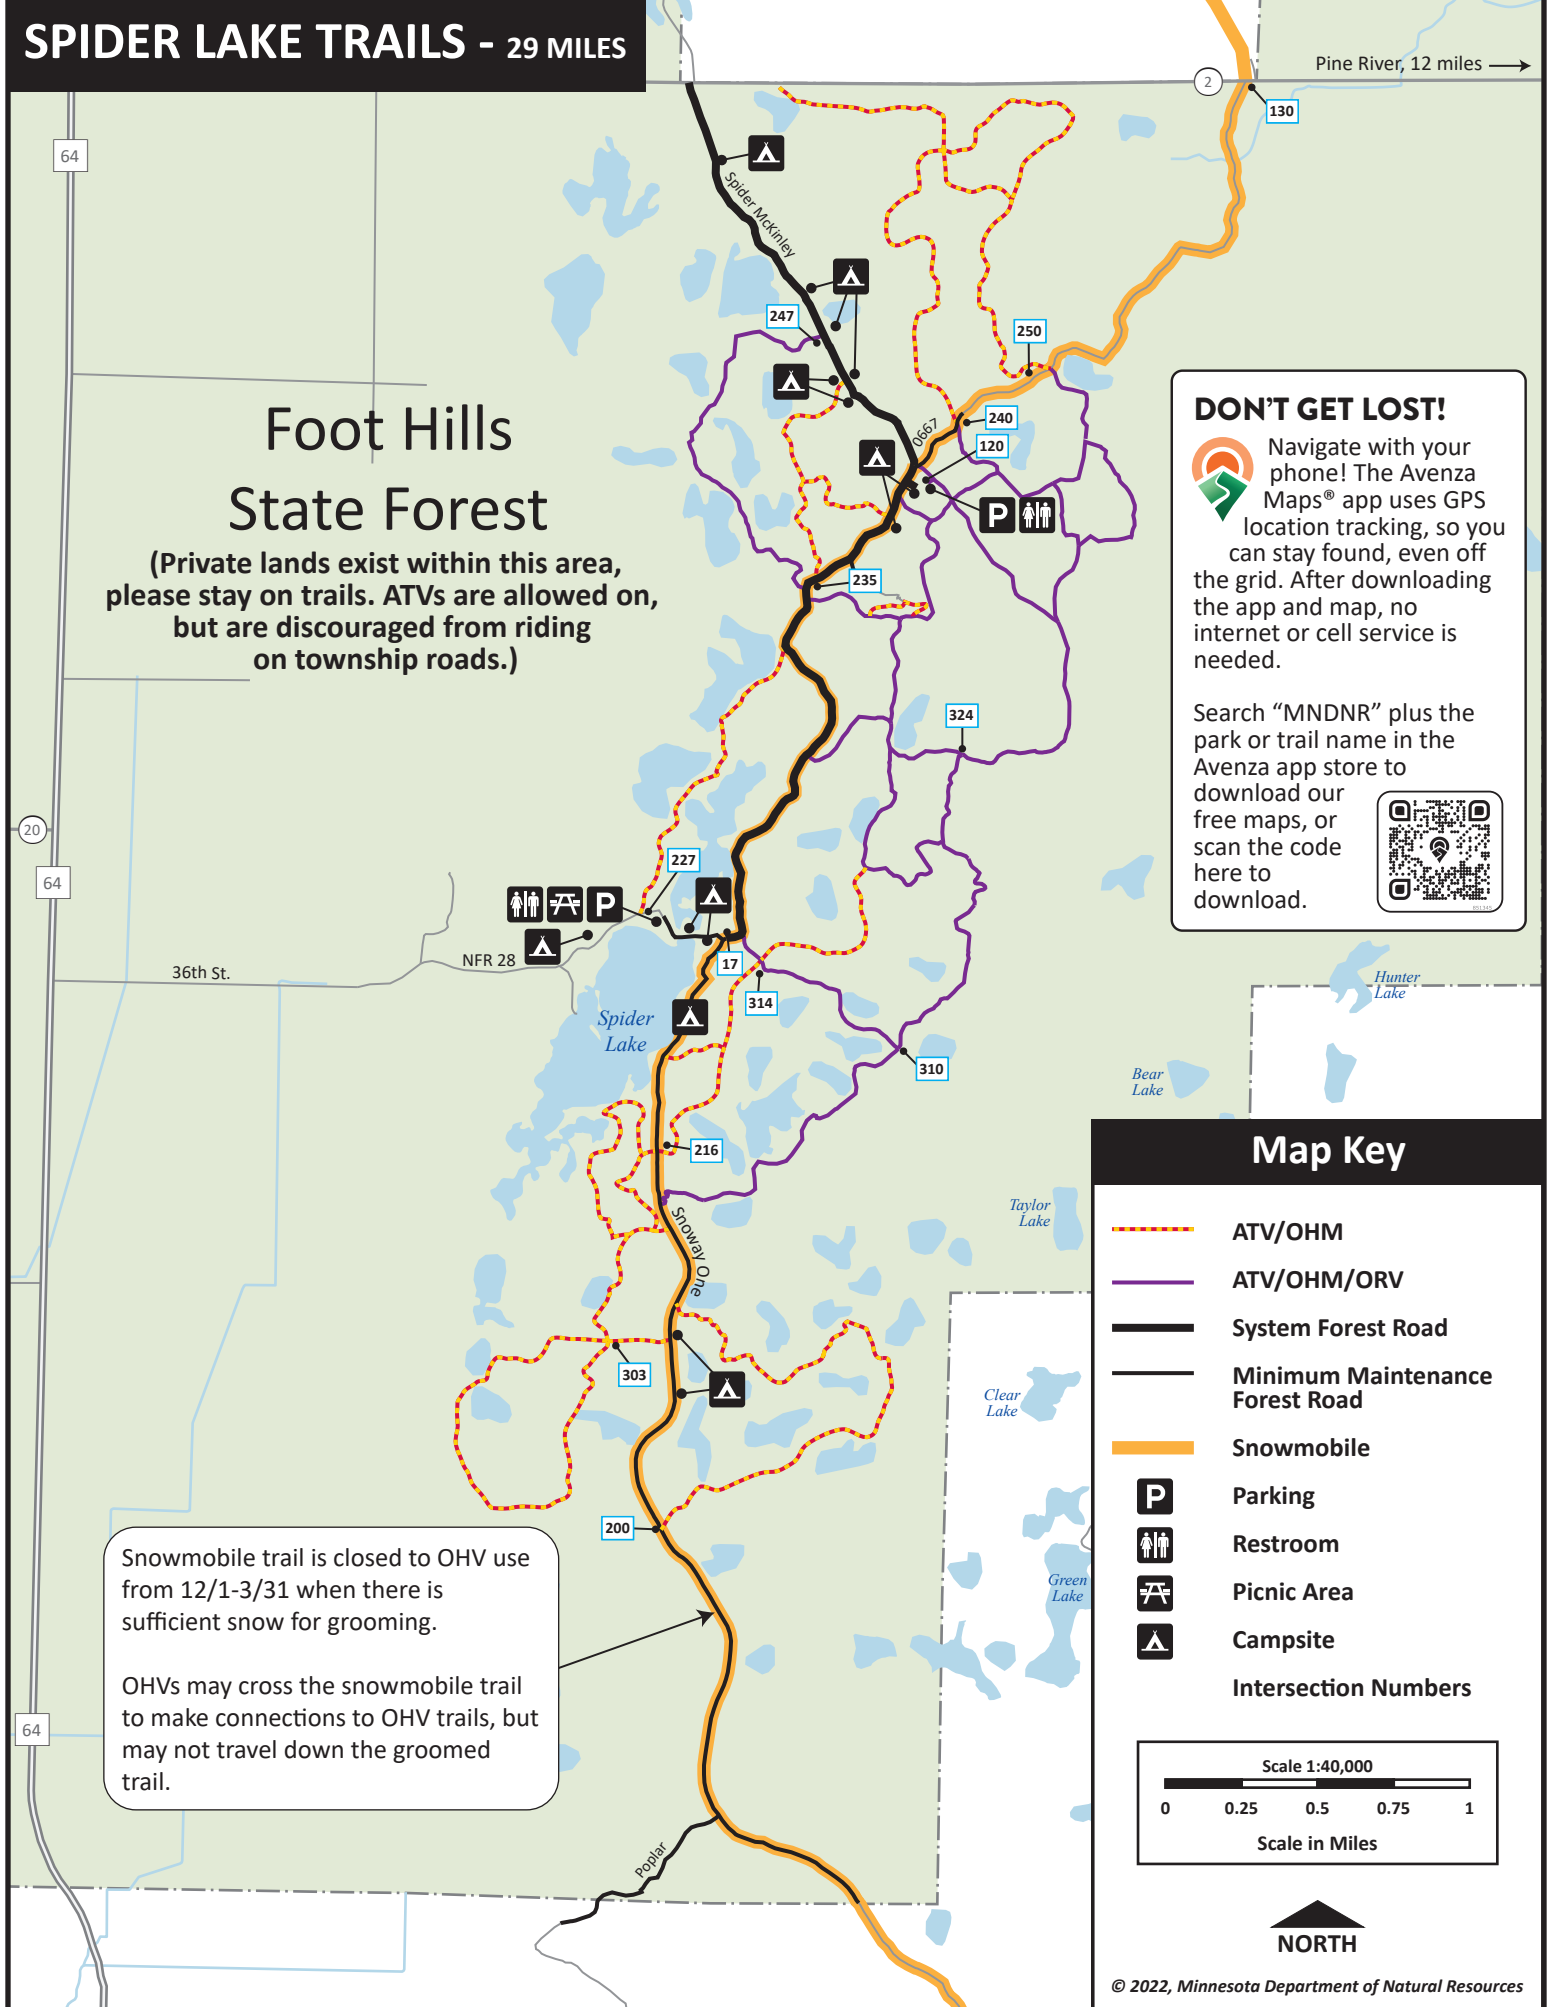 SPIDER LAKE TRAILS - 29 MILES
Pine River, 12 miles
2
130
64
Spider McKinley
247
250
Foot Hills
State Forest
(Private lands exist within this area,
please stay on trails. ATVs are allowed on,
but are discouraged from riding
on township roads.)
240
0667
120
P
235
DON'T GET LOST!
Navigate with your
phone! The Avenza
Maps® app uses GPS
location tracking, so you
can stay found, even off
the grid. After downloading
the app and map, no
internet or cell service is
needed.
Search “MNDNR” plus the
park or trail name in the
Avenza app store to
download our
free maps, or
scan the code
here to
download.
324
20
64
227
P
NFR 28
36th St.
17
314
Spider
Lake
310
Hunter
Lake
Bear
Lake
216
Taylor
Lake
Snoway One
303
Clear
Lake
200
Green
Lake
Snowmobile trail is closed to OHV use
from 12/1-3/31 when there is
sufficient snow for grooming.
OHVs may cross the snowmobile trail
to make connections to OHV trails, but
may not travel down the groomed
trail.
64
Poplar
Map Key
ATV/OHM
ATV/OHM/ORV
System Forest Road
Minimum Maintenance
Forest Road
Snowmobile
P Parking
Restroom
Picnic Area
Campsite
Intersection Numbers
Scale 1:40,000
0 0.25 0.5 0.75 1
Scale in Miles
NORTH
© 2022, Minnesota Department of Natural Resources